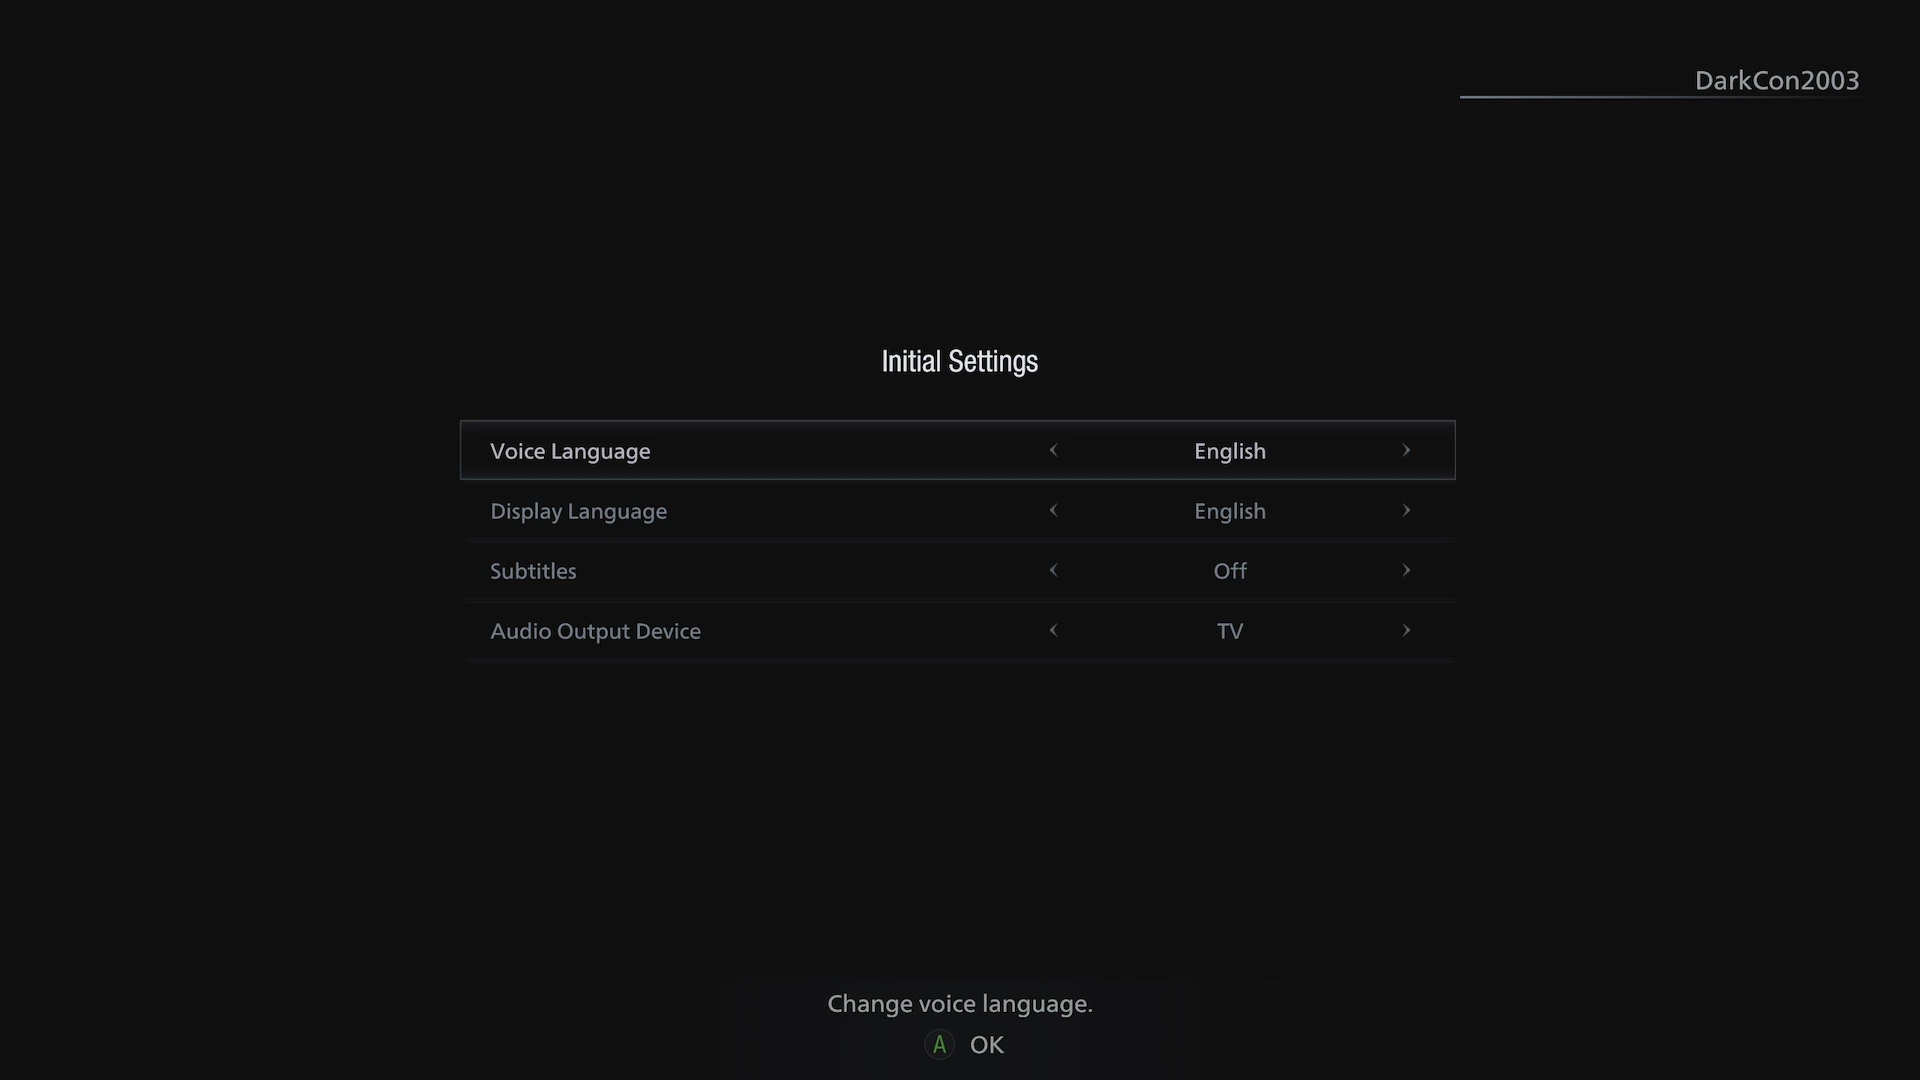 DarkCon2003
Initial Settings
Voice Language English
Display Language English
Subtitles Off
Audio Output Device TV
Change voice language.
A OK